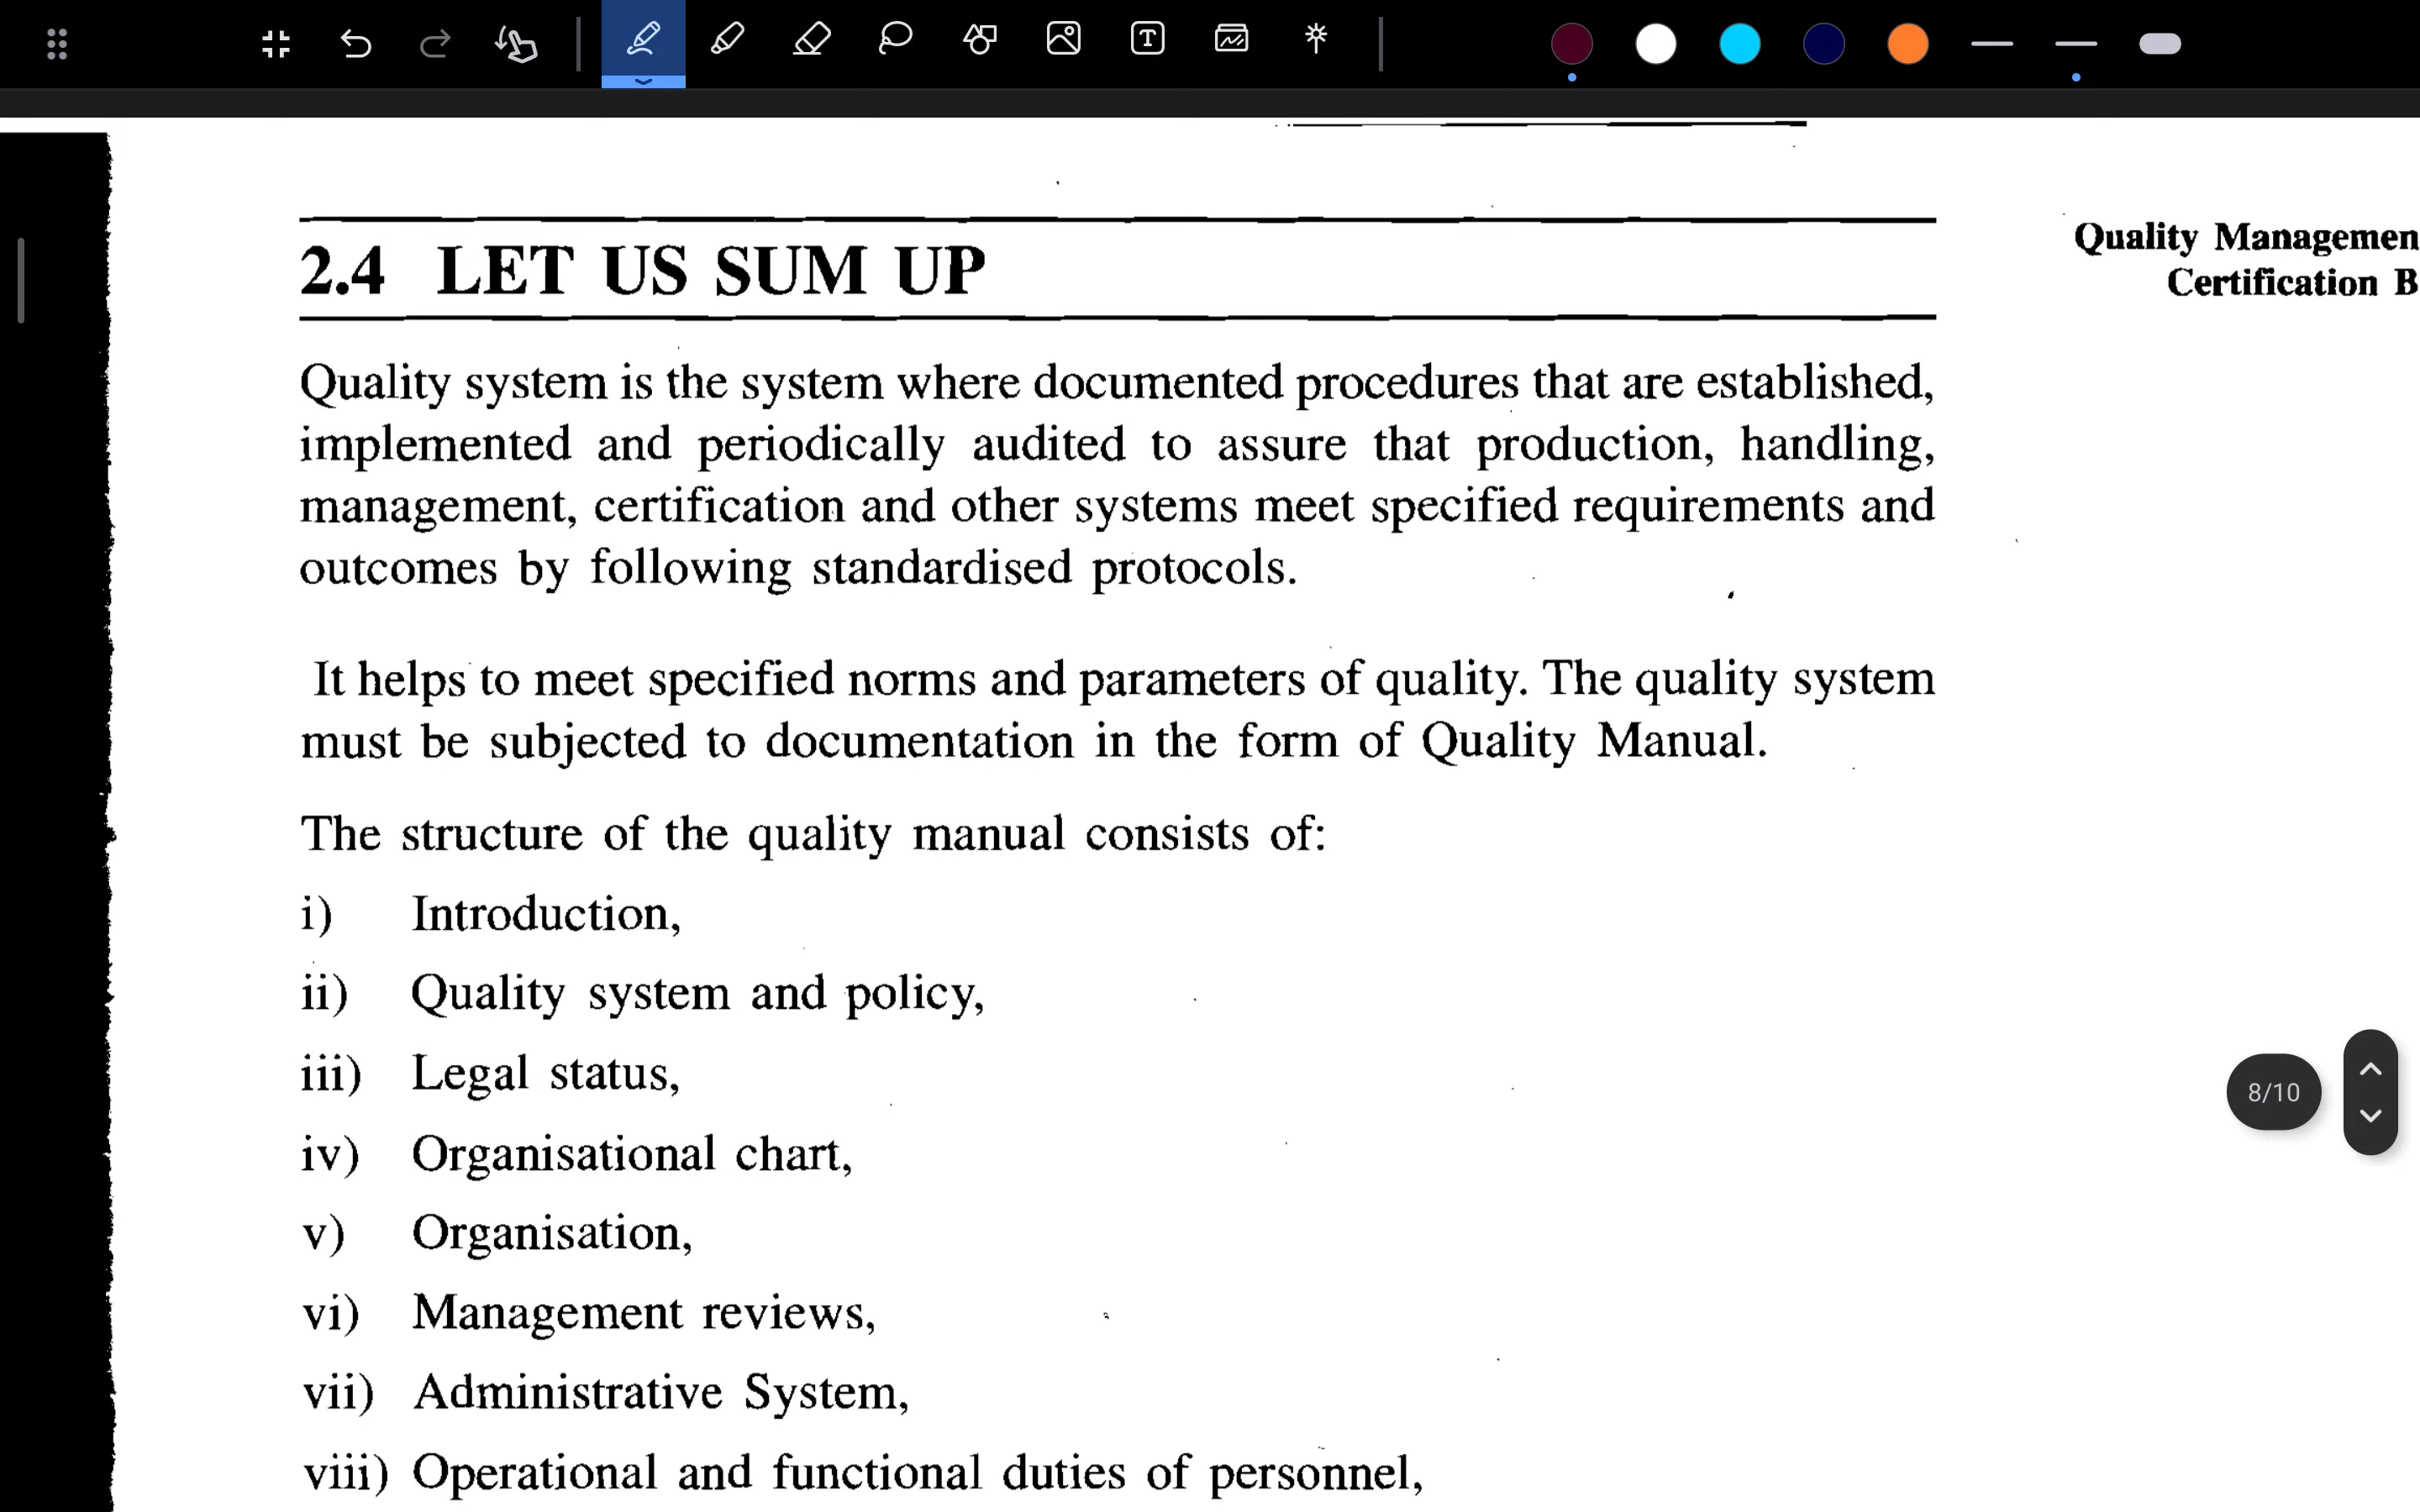 2.4 LET US SUM UP
Quality Managemen
Certification B
Quality system is the system where documented procedures that are established,
implemented and periodically audited to assure that production, handling,
management, certification and other systems meet specified requirements and
outcomes by following standardised protocols.
It helps to meet specified norms and parameters of quality. The quality system
must be subjected to documentation in the form of Quality Manual.
The structure of the quality manual consists of:
i) Introduction,
ii) Quality system and policy,
iii) Legal status,
iv) Organisational chart,
v) Organisation,
vi) Management reviews,
vii) Administrative System,
viii) Operational and functional duties of personnel,
8/10